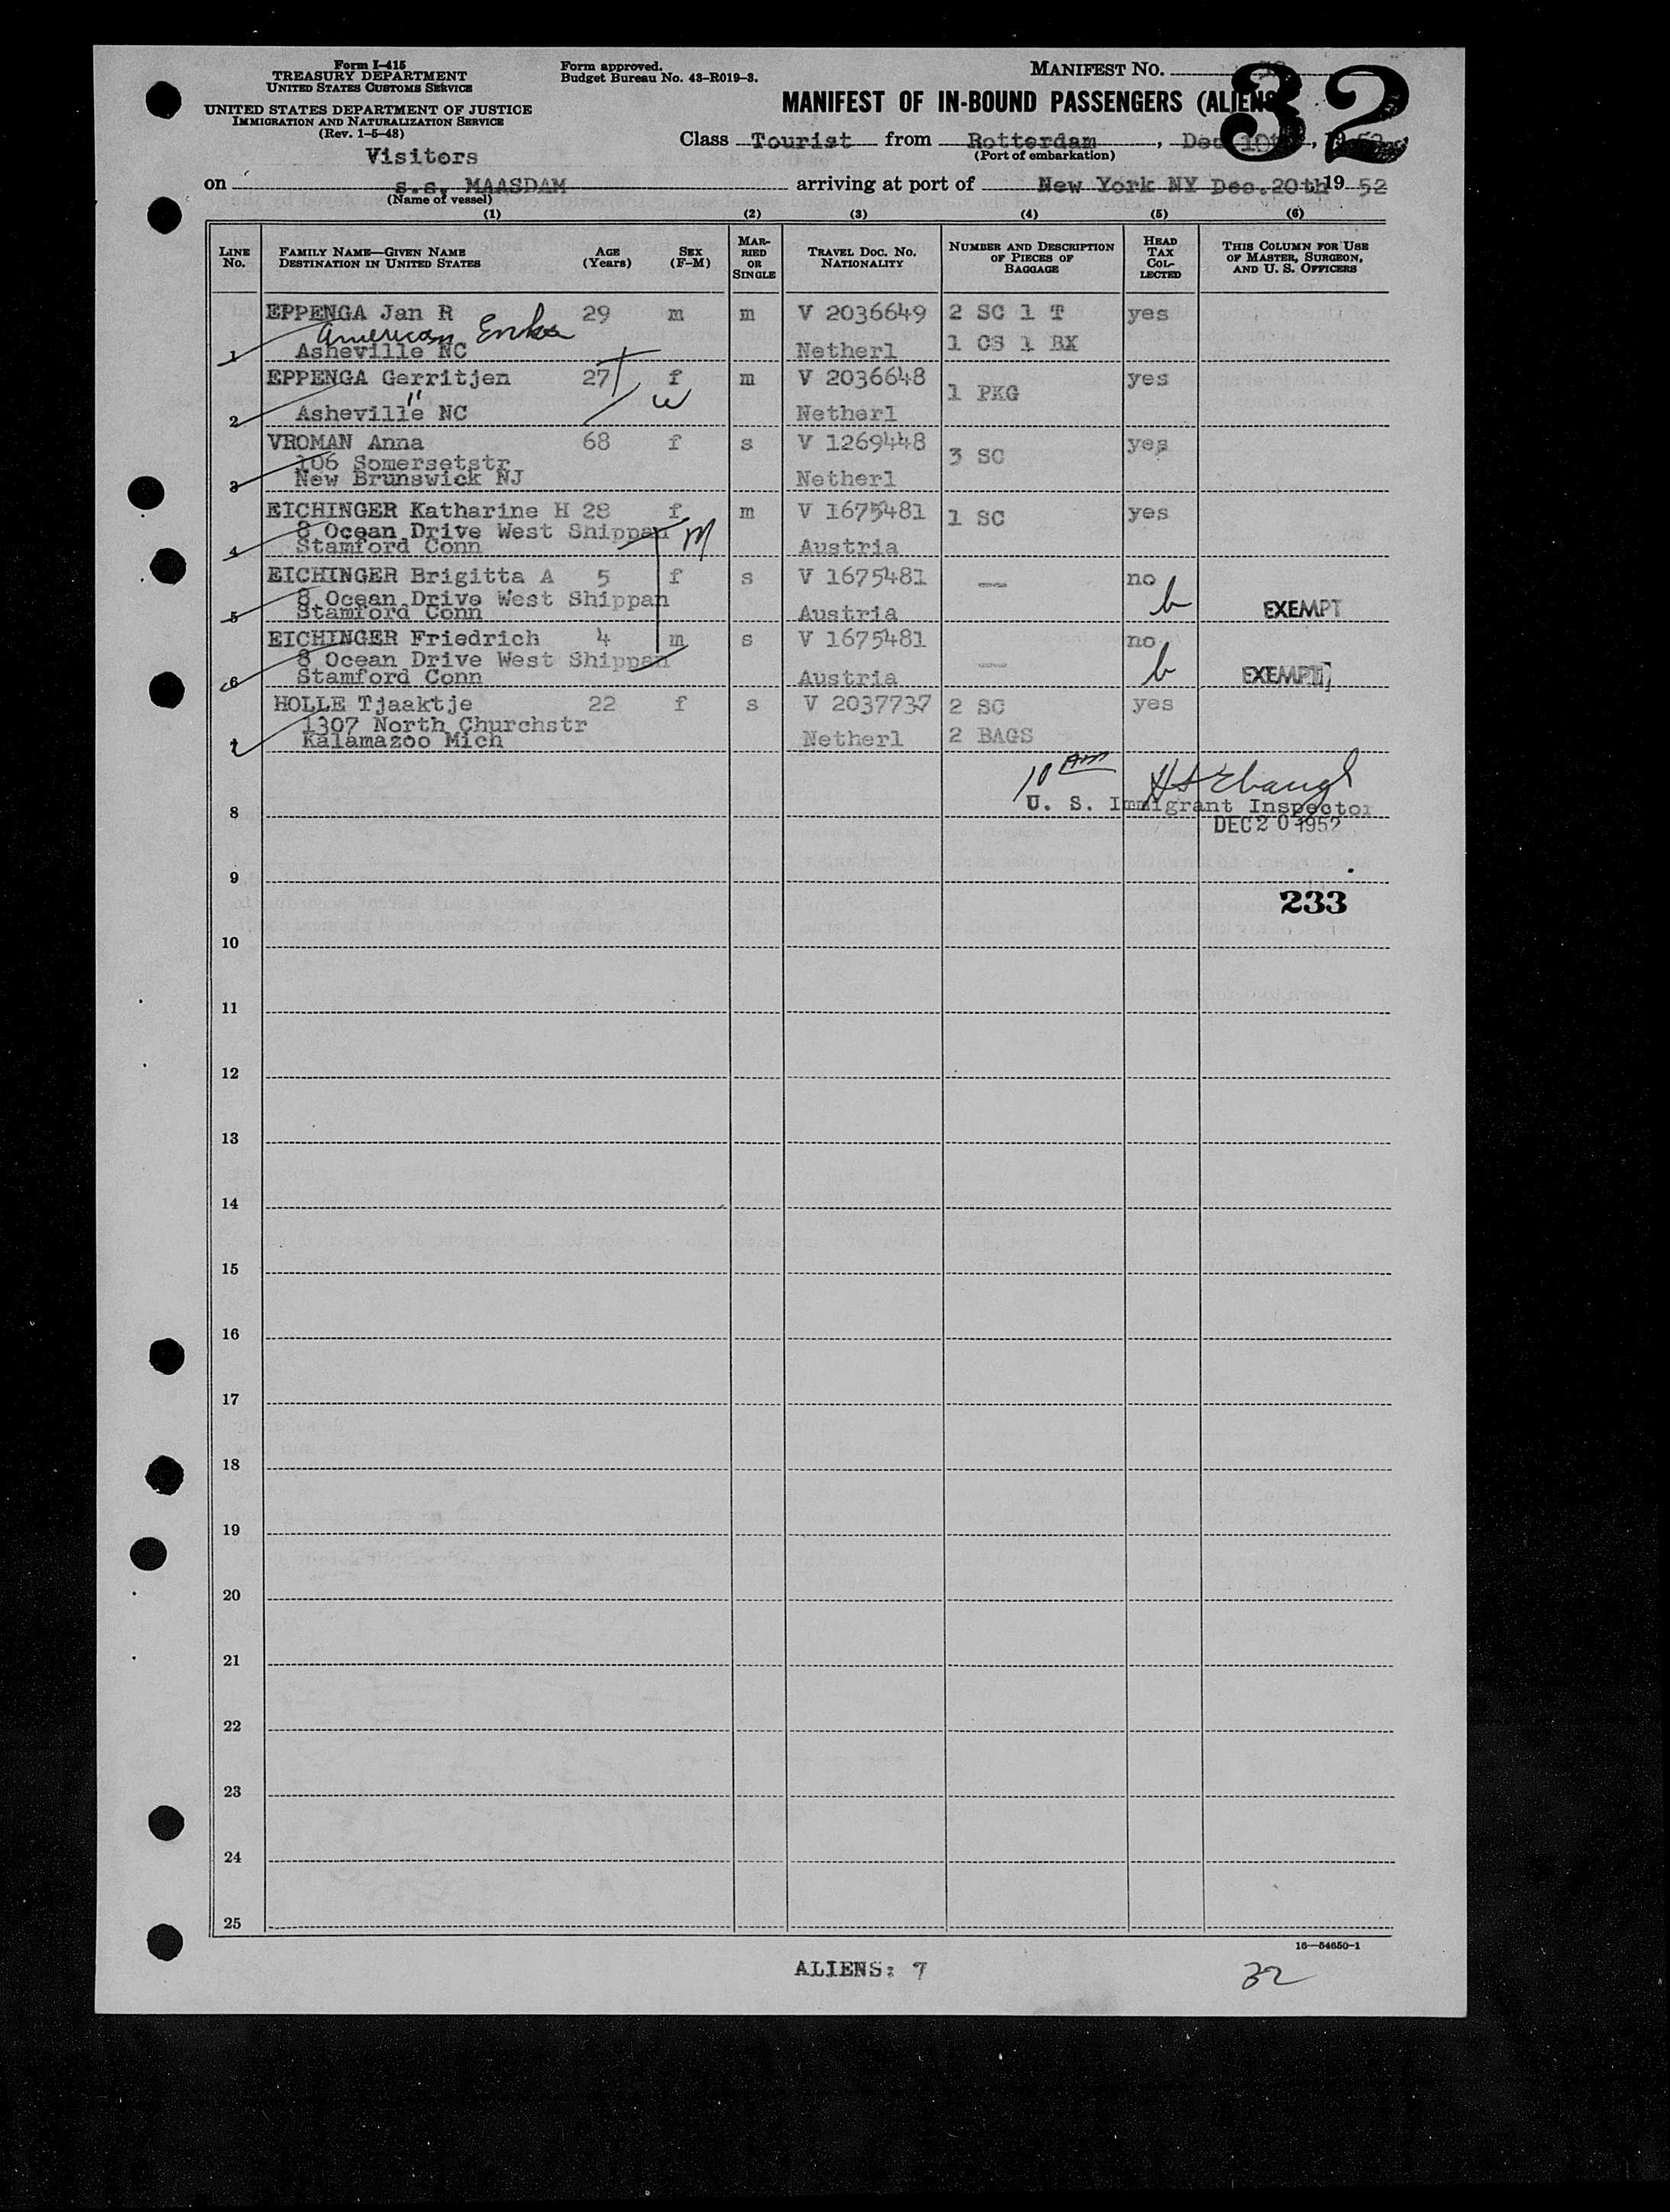 Form I-415
TREASURY DEPARTMENT
UNITED STATES CUSTOMS SERVICE
UNITED STATES DEPARTMENT OF JUSTICE
IMMIGRATION AND NATURALIZATION SERVICE
(Rev. 1-5-48)
Form approved.
Budget Bureau No. 43-R019-3.
MANIFEST NO. 32
MANIFEST OF IN-BOUND PASSENGERS (ALIENS)
32
Visitors
Class Tourist from Rotterdam, Dec 10th, 1952
(Port of embarkation)
on s.s. MAASDAM arriving at port of New York NY Dec. 20th 19 52
(Name of vessel)
(1) (2) (3) (4) (5) (6)
LINE NO. FAMILY NAME—GIVEN NAME DESTINATION IN UNITED STATES AGE (Years) SEX (F-M) MARRIED OR SINGLE TRAVEL DOC. NO. NATIONALITY NUMBER AND DESCRIPTION OF PIECES OF BAGGAGE HEAD TAX COLLECTED THIS COLUMN FOR USE OF MASTER, SURGEON, AND U. S. OFFICERS
EPPENGA Jan R 29 m m V 2036649 2 SC 1 T yes
American Enka
1 Asheville NC Netherl 1 CS 1 BX
EPPENGA Gerritjen 27 f m V 2036648 1 PKG yes
" W
2 Asheville NC Netherl
VROMAN Anna 68 f s V 1269448 3 SC yes
106 Somersetstr
3 New Brunswick NJ Netherl
EICHINGER Katharine H 28 f m V 1675481 1 SC yes
8 Ocean Drive West Shippan M
4 Stamford Conn Austria
EICHINGER Brigitta A 5 f s V 1675481 — no
8 Ocean Drive West Shippan b EXEMPT
5 Stamford Conn Austria
EICHINGER Friedrich 4 m s V 1675481 — no
8 Ocean Drive West Shippan b EXEMPT
6 Stamford Conn Austria
HOLLE Tjaaktje 22 f s V 2037737 2 SC yes
1307 North Churchstr
7 Kalamazoo Mich Netherl 2 BAGS
10 AM
8 U. S. Immigrant Inspector
DEC 20 1952
9
233
10
11
12
13
14
15
16
17
18
19
20
21
22
23
24
25
16—54650-1
ALIENS: 7
32